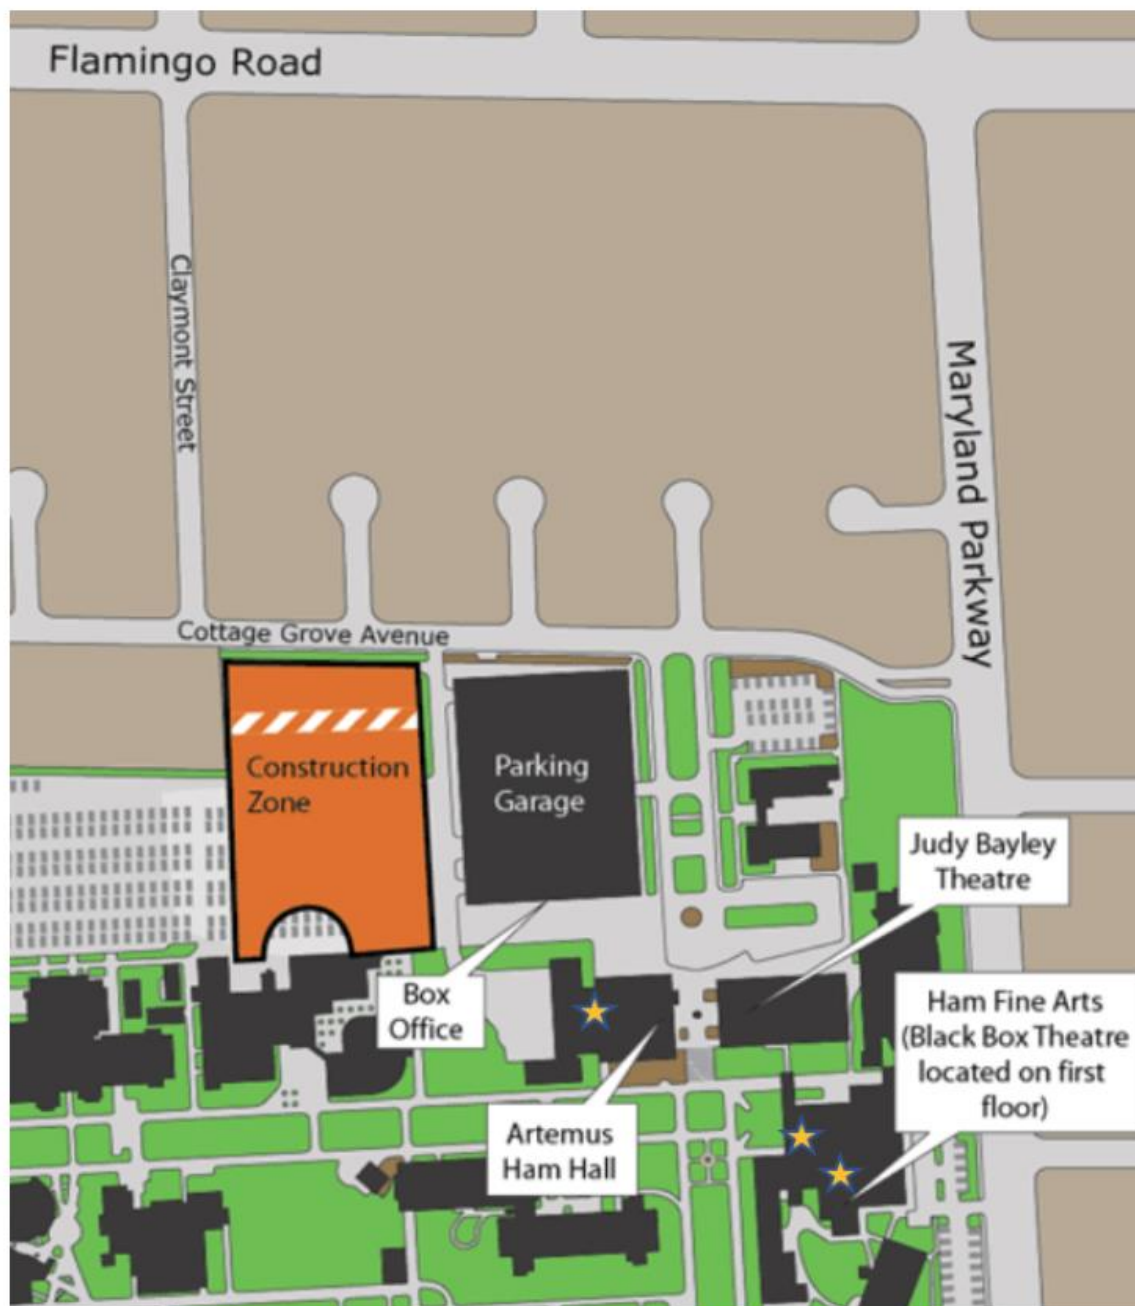 Flamingo Road
Claymont Street
Maryland Parkway
Cottage Grove Avenue
Construction
Zone
Parking
Garage
Judy Bayley
Theatre
Box
Office
Ham Fine Arts
(Black Box Theatre
located on first
floor)
Artemus
Ham Hall